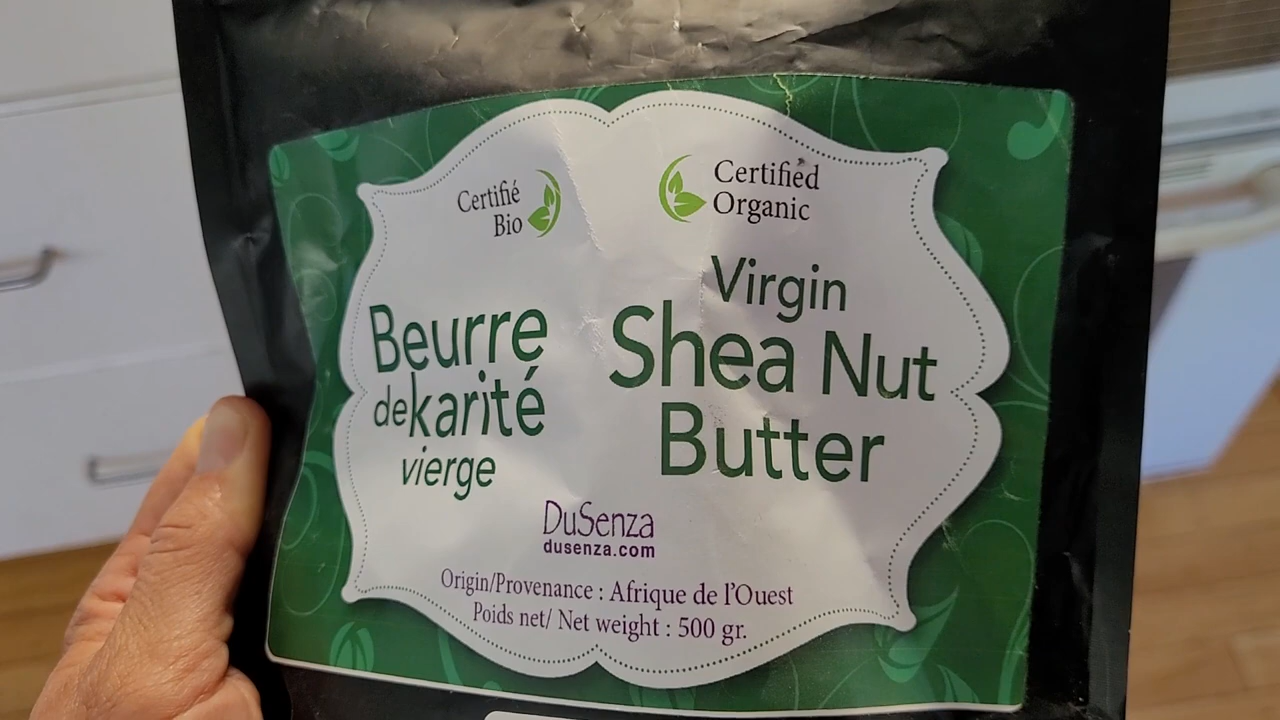 Certifié
Bio
Certified
Organic
Beurre
de karité
vierge
Virgin
Shea Nut
Butter
DuSenza
dusenza.com
Origin/Provenance : Afrique de l'Ouest
Poids net/ Net weight : 500 gr.